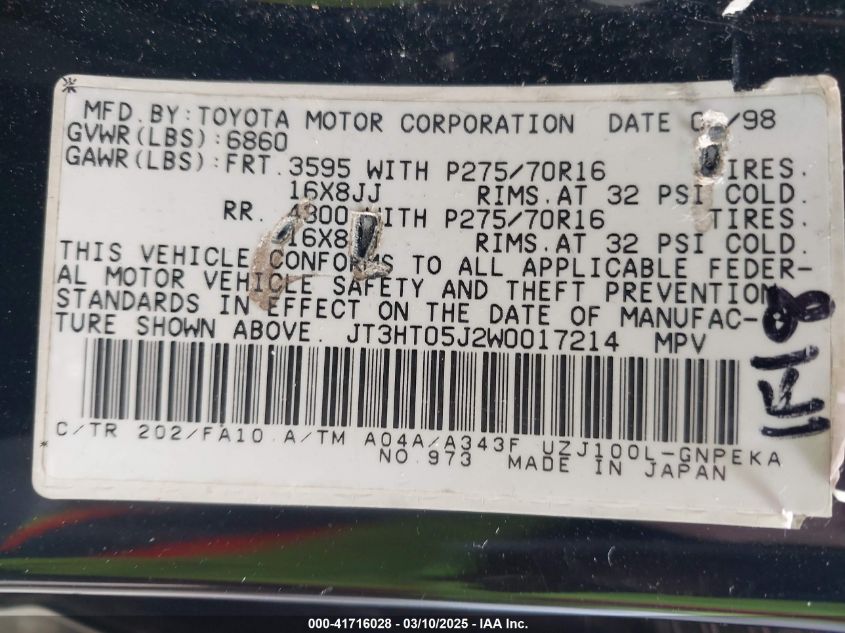 MFD.BY:TOYOTA MOTOR CORPORATION DATE /98
GVWR(LBS):6860
GAWR(LBS):FRT.3595 WITH P275/70R16 TIRES.
16X8JJ RIMS.AT 32 PSI COLD.
RR. 4300 WITH P275/70R16 TIRES.
16X8 RIMS.AT 32 PSI COLD.
THIS VEHICLE CONFORMS TO ALL APPLICABLE FEDER-
AL MOTOR VEHICLE SAFETY AND THEFT PREVENTION
STANDARDS IN EFFECT ON THE DATE OF MANUFAC-
TURE SHOWN ABOVE. JT3HT05J2W0017214 MPV
C/TR 202/FA10 A/TM A04A/A343F UZJ100L-GNPEKA
NO.973 MADE IN JAPAN
000-41716028 - 03/10/2025 - IAA Inc.